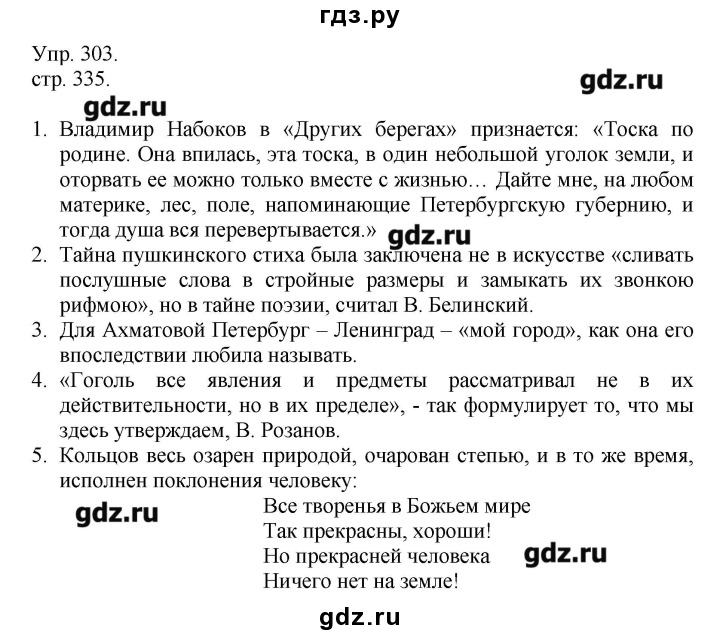 гдз.ру
Упр. 303.
стр. 335.
gdz.ru
gdz.ru
1. Владимир Набоков в «Других берегах» признается: «Тоска по
родине. Она впилась, эта тоска, в один небольшой уголок земли, и
оторвать ее можно только вместе с жизнью… Дайте мне, на любом
материке, лес, поле, напоминающие Петербургскую губернию, и
тогда душа вся перевертывается.»
gdz.ru
2. Тайна пушкинского стиха была заключена не в искусстве «сливать
послушные слова в стройные размеры и замыкать их звонкою
рифмою», но в тайне поэзии, считал В. Белинский.
3. Для Ахматовой Петербург – Ленинград – «мой город», как она его
впоследствии любила называть.
4. «Гоголь все явления и предметы рассматривал не в их
действительности, но в их пределе», - так формулирует то, что мы
здесь утверждаем, В. Розанов.
5. Кольцов весь озарен природой, очарован степью, и в то же время,
исполнен поклонения человеку:
Все творенья в Божьем мире
Так прекрасны, хороши!
Но прекрасней человека
Ничего нет на земле!
gdz.ru
gdz.ru
gdz.ru